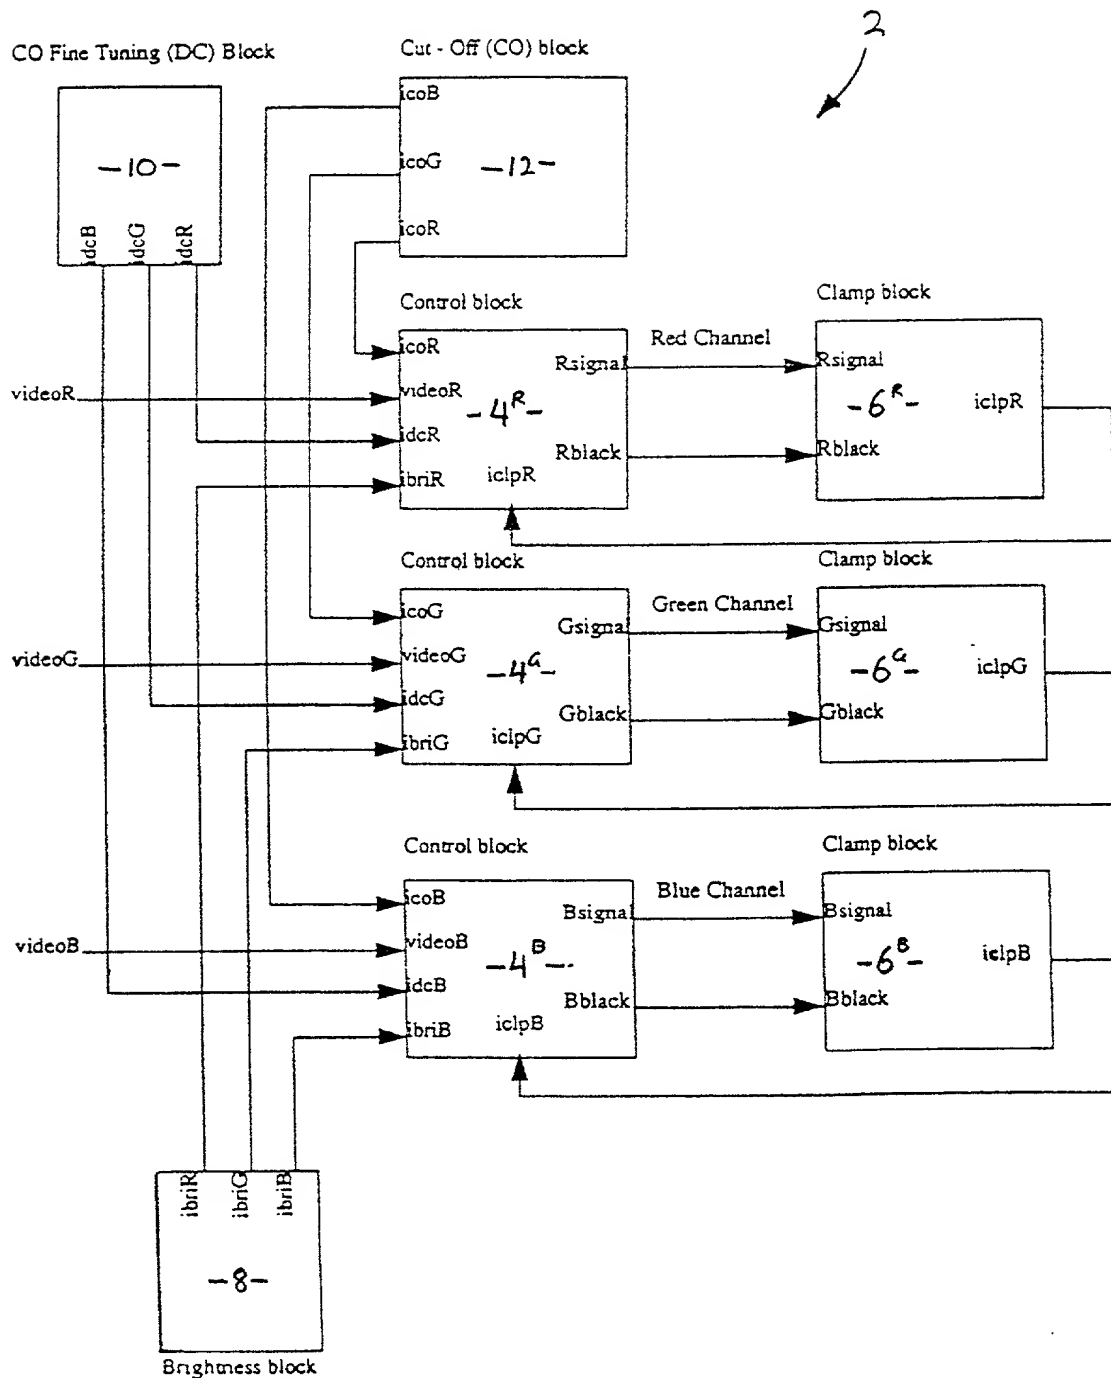 2
CO Fine Tuning (DC) Block
-10-
idcB
idcG
idcR
Cut - Off (CO) block
icoB
icoG
icoR
-12-
Control block
icoR
videoR
idcR
ibriR
iclpR
-4R-
Rsignal
Rblack
Red Channel
Clamp block
Rsignal
Rblack
-6R-
iclpR
videoR
Control block
icoG
videoG
idcG
ibriG
iclpG
-4G-
Gsignal
Gblack
Green Channel
Clamp block
Gsignal
Gblack
-6G-
iclpG
videoG
Control block
icoB
videoB
idcB
ibriB
iclpB
-4B-
Bsignal
Bblack
Blue Channel
Clamp block
Bsignal
Bblack
-6B-
iclpB
videoB
ibriR
ibriG
ibriB
-8-
Brightness block